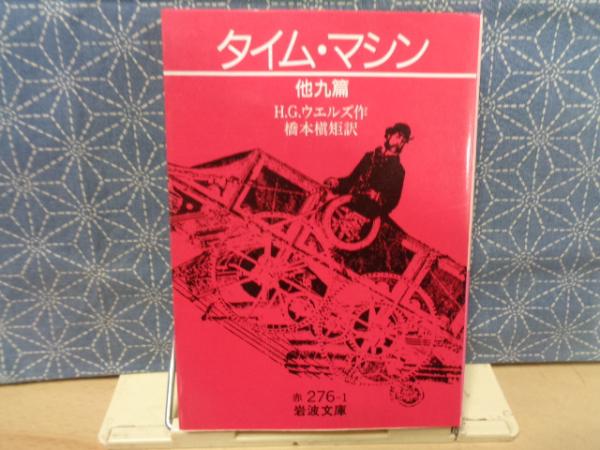 タイム・マシン
他九篇
H.G.ウエルズ作
橋本槇矩訳
赤 276-1
岩波文庫